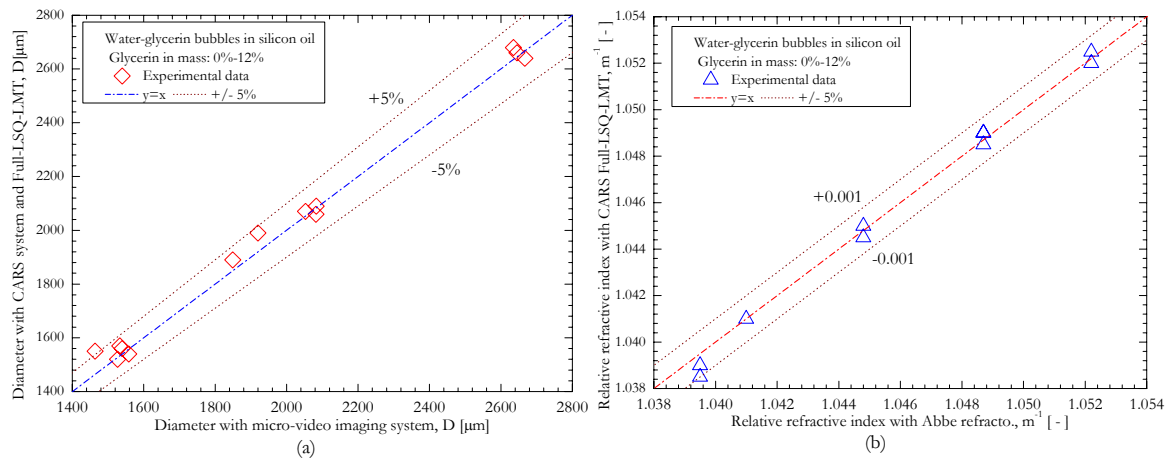 2800
2600
2400
2200
2000
1800
1600
1400
1400 1600 1800 2000 2200 2400 2600 2800
Diameter with CARS system and Full-LSQ-LMT, D[µm]
Diameter with micro-video imaging system, D [µm]
Water-glycerin bubbles in silicon oil
Glycerin in mass: 0%-12%
Experimental data
y=x +/- 5%
+5%
-5%
(a)
1.054
1.052
1.050
1.048
1.046
1.044
1.042
1.040
1.038
1.038 1.040 1.042 1.044 1.046 1.048 1.050 1.052 1.054
Relative refractive index with CARS Full-LSQ-LMT, m⁻¹ [ - ]
Relative refractive index with Abbe refracto., m⁻¹ [ - ]
Water-glycerin bubbles in silicon oil
Glycerin in mass: 0%-12%
Experimental data
y=x +/- 5%
+0.001
-0.001
(b)